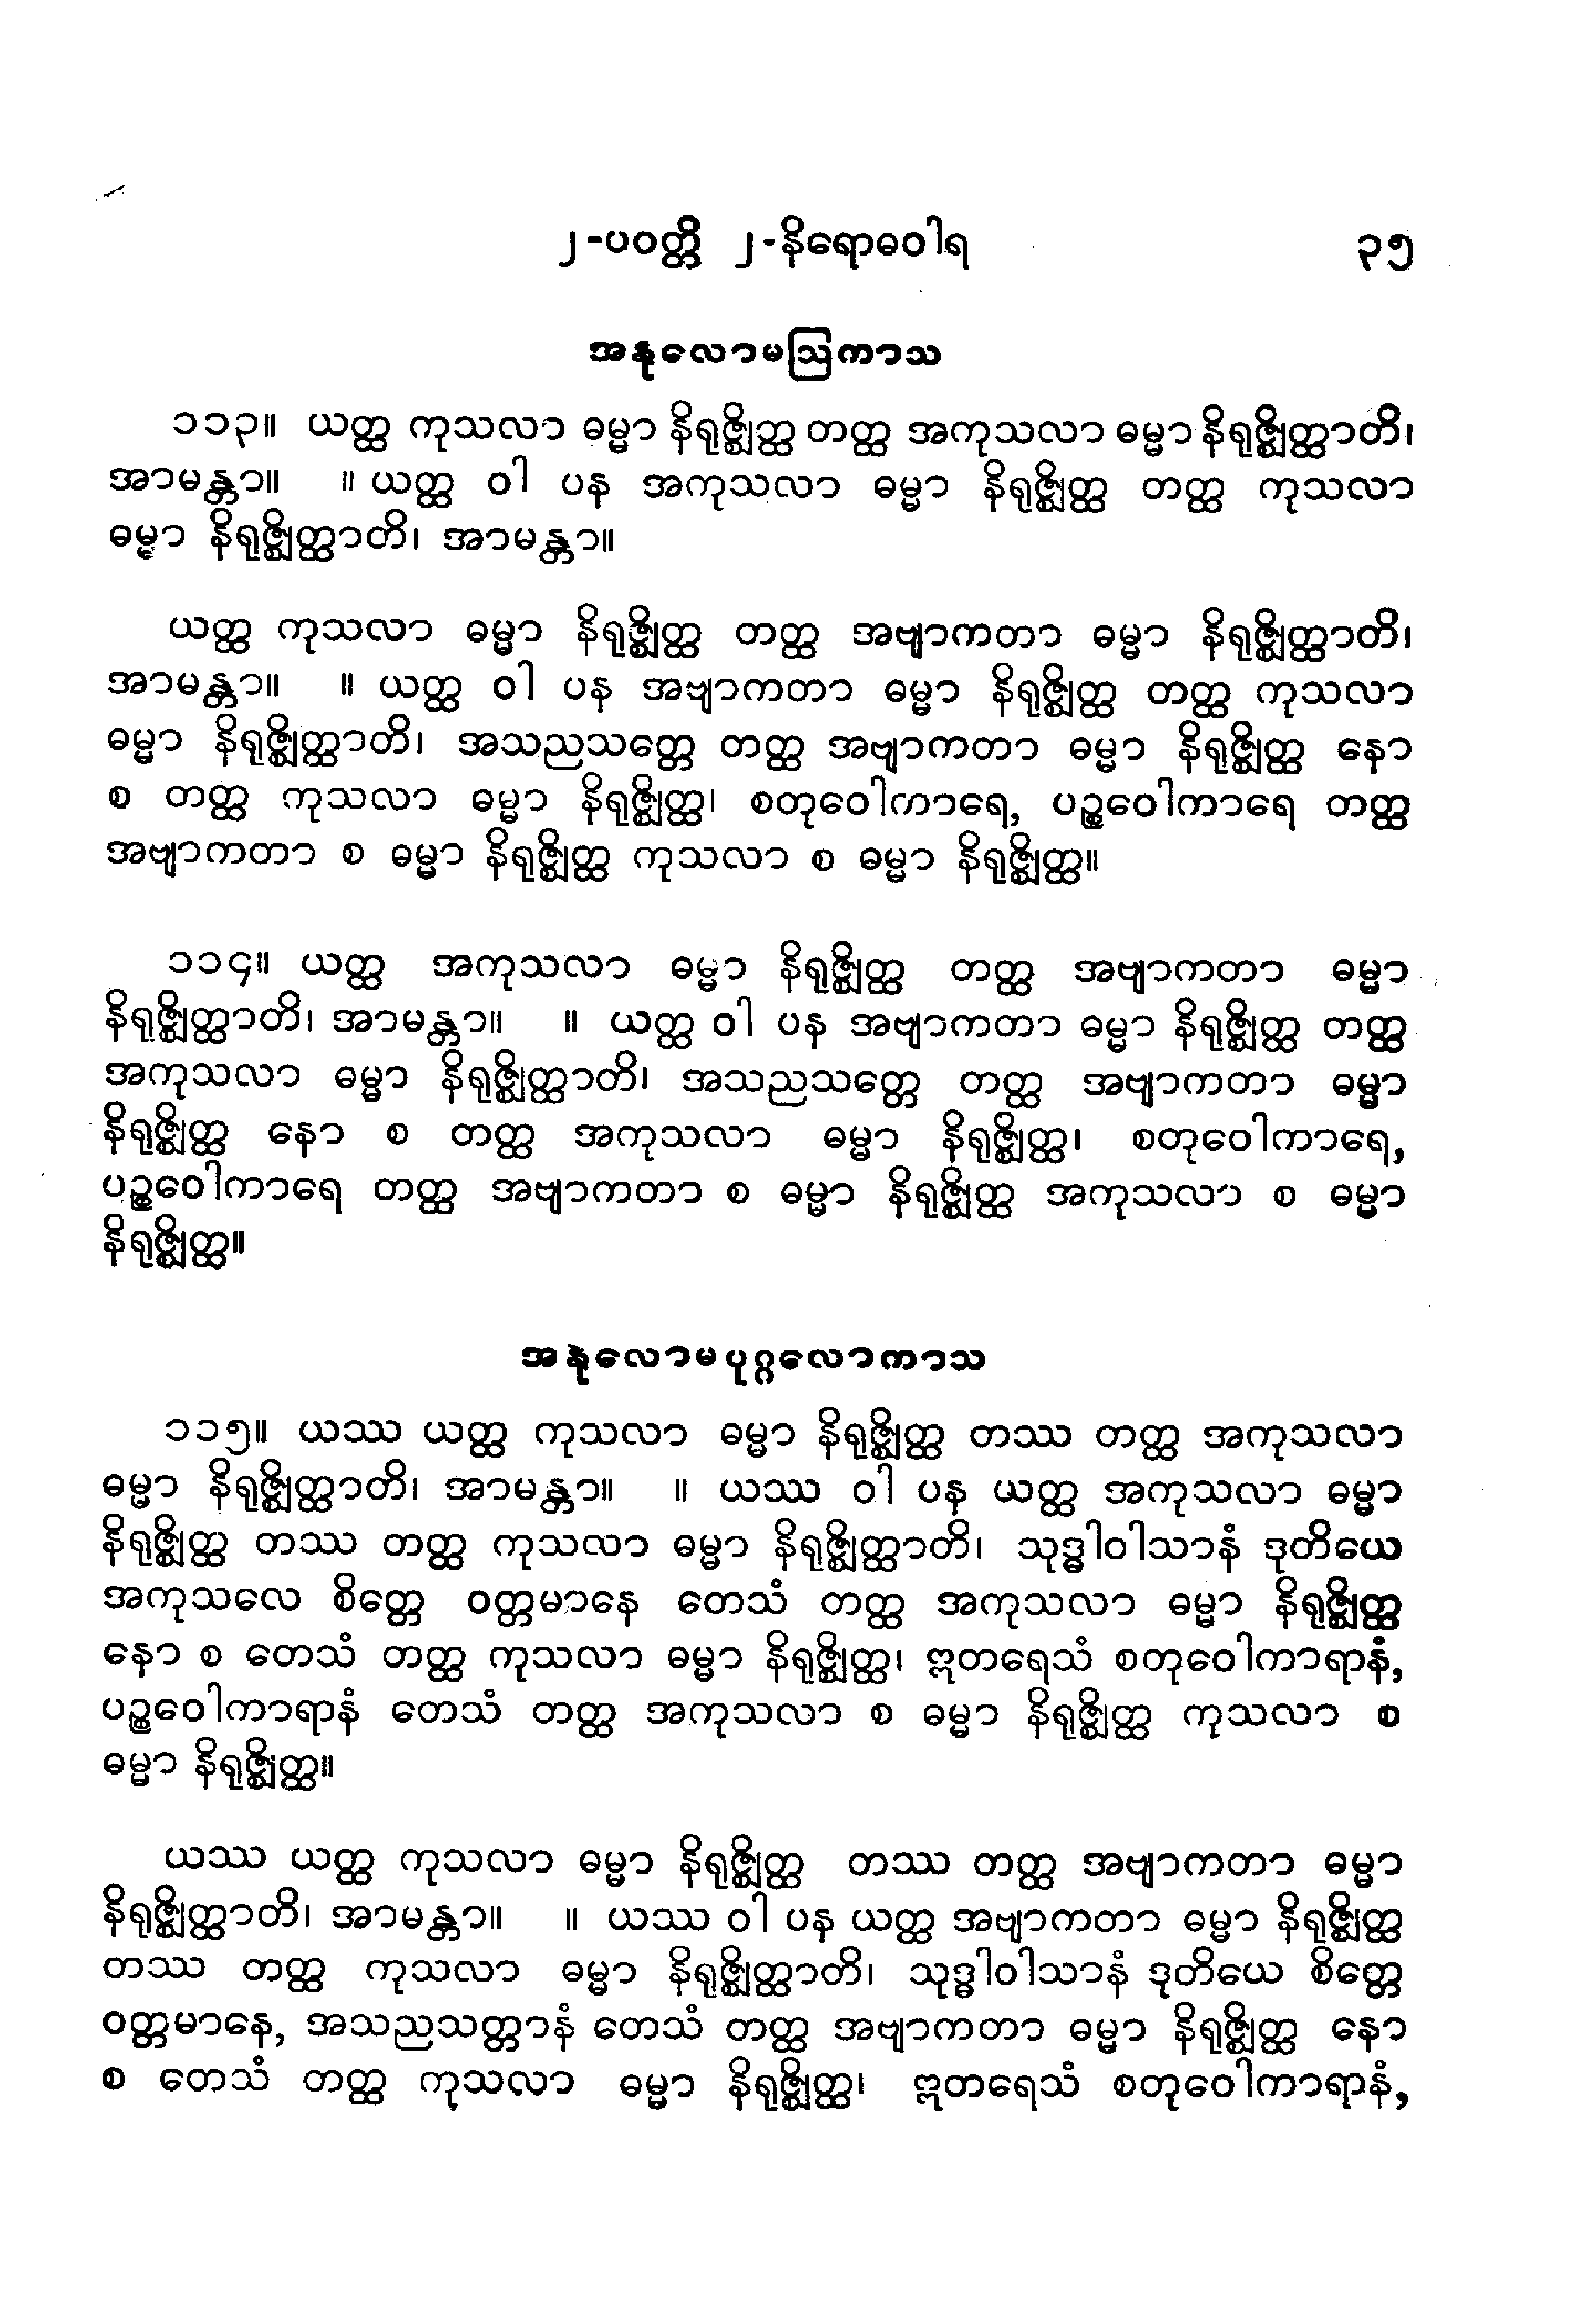 ၂-ပဝတ္တိ ၂-နိရောဓဝါရ ၃၅
အနုလောမဩကာသ
၁၁၃။ ယတ္ထ ကုသလာ ဓမ္မာ နိရုဇ္ဈိတ္ထ တတ္ထ အကုသလာ ဓမ္မာ နိရုဇ္ဈိတ္ထာတိ၊
အာမန္တာ။ ။ ယတ္ထ ဝါ ပန အကုသလာ ဓမ္မာ နိရုဇ္ဈိတ္ထ တတ္ထ ကုသလာ
ဓမ္မာ နိရုဇ္ဈိတ္ထာတိ၊ အာမန္တာ။
ယတ္ထ ကုသလာ ဓမ္မာ နိရုဇ္ဈိတ္ထ တတ္ထ အဗျာကတာ ဓမ္မာ နိရုဇ္ဈိတ္ထာတိ၊
အာမန္တာ။ ။ ယတ္ထ ဝါ ပန အဗျာကတာ ဓမ္မာ နိရုဇ္ဈိတ္ထ တတ္ထ ကုသလာ
ဓမ္မာ နိရုဇ္ဈိတ္ထာတိ၊ အသညသတ္တေ တတ္ထ အဗျာကတာ ဓမ္မာ နိရုဇ္ဈိတ္ထ နော
စ တတ္ထ ကုသလာ ဓမ္မာ နိရုဇ္ဈိတ္ထ၊ စတုဝေါကာရေ, ပဉ္စဝေါကာရေ တတ္ထ
အဗျာကတာ စ ဓမ္မာ နိရုဇ္ဈိတ္ထ ကုသလာ စ ဓမ္မာ နိရုဇ္ဈိတ္ထ။
၁၁၄။ ယတ္ထ အကုသလာ ဓမ္မာ နိရုဇ္ဈိတ္ထ တတ္ထ အဗျာကတာ ဓမ္မာ
နိရုဇ္ဈိတ္ထာတိ၊ အာမန္တာ။ ။ ယတ္ထ ဝါ ပန အဗျာကတာ ဓမ္မာ နိရုဇ္ဈိတ္ထ တတ္ထ
အကုသလာ ဓမ္မာ နိရုဇ္ဈိတ္ထာတိ၊ အသညသတ္တေ တတ္ထ အဗျာကတာ ဓမ္မာ
နိရုဇ္ဈိတ္ထ နော စ တတ္ထ အကုသလာ ဓမ္မာ နိရုဇ္ဈိတ္ထ၊ စတုဝေါကာရေ,
ပဉ္စဝေါကာရေ တတ္ထ အဗျာကတာ စ ဓမ္မာ နိရုဇ္ဈိတ္ထ အကုသလာ စ ဓမ္မာ
နိရုဇ္ဈိတ္ထ။
အနုလောမပုဂ္ဂလောကာသ
၁၁၅။ ယဿ ယတ္ထ ကုသလာ ဓမ္မာ နိရုဇ္ဈိတ္ထ တဿ တတ္ထ အကုသလာ
ဓမ္မာ နိရုဇ္ဈိတ္ထာတိ၊ အာမန္တာ။ ။ ယဿ ဝါ ပန ယတ္ထ အကုသလာ ဓမ္မာ
နိရုဇ္ဈိတ္ထ တဿ တတ္ထ ကုသလာ ဓမ္မာ နိရုဇ္ဈိတ္ထာတိ၊ သုဒ္ဓါဝါသာနံ ဒုတိယေ
အကုသလေ စိတ္တေ ဝတ္တမာနေ တေသံ တတ္ထ အကုသလာ ဓမ္မာ နိရုဇ္ဈိတ္ထ
နော စ တေသံ တတ္ထ ကုသလာ ဓမ္မာ နိရုဇ္ဈိတ္ထ၊ ဣတရေသံ စတုဝေါကာရာနံ,
ပဉ္စဝေါကာရာနံ တေသံ တတ္ထ အကုသလာ စ ဓမ္မာ နိရုဇ္ဈိတ္ထ ကုသလာ စ
ဓမ္မာ နိရုဇ္ဈိတ္ထ။
ယဿ ယတ္ထ ကုသလာ ဓမ္မာ နိရုဇ္ဈိတ္ထ တဿ တတ္ထ အဗျာကတာ ဓမ္မာ
နိရုဇ္ဈိတ္ထာတိ၊ အာမန္တာ။ ။ ယဿ ဝါ ပန ယတ္ထ အဗျာကတာ ဓမ္မာ နိရုဇ္ဈိတ္ထ
တဿ တတ္ထ ကုသလာ ဓမ္မာ နိရုဇ္ဈိတ္ထာတိ၊ သုဒ္ဓါဝါသာနံ ဒုတိယေ စိတ္တေ
ဝတ္တမာနေ, အသညသတ္တာနံ တေသံ တတ္ထ အဗျာကတာ ဓမ္မာ နိရုဇ္ဈိတ္ထ နော
စ တေသံ တတ္ထ ကုသလာ ဓမ္မာ နိရုဇ္ဈိတ္ထ၊ ဣတရေသံ စတုဝေါကာရာနံ,